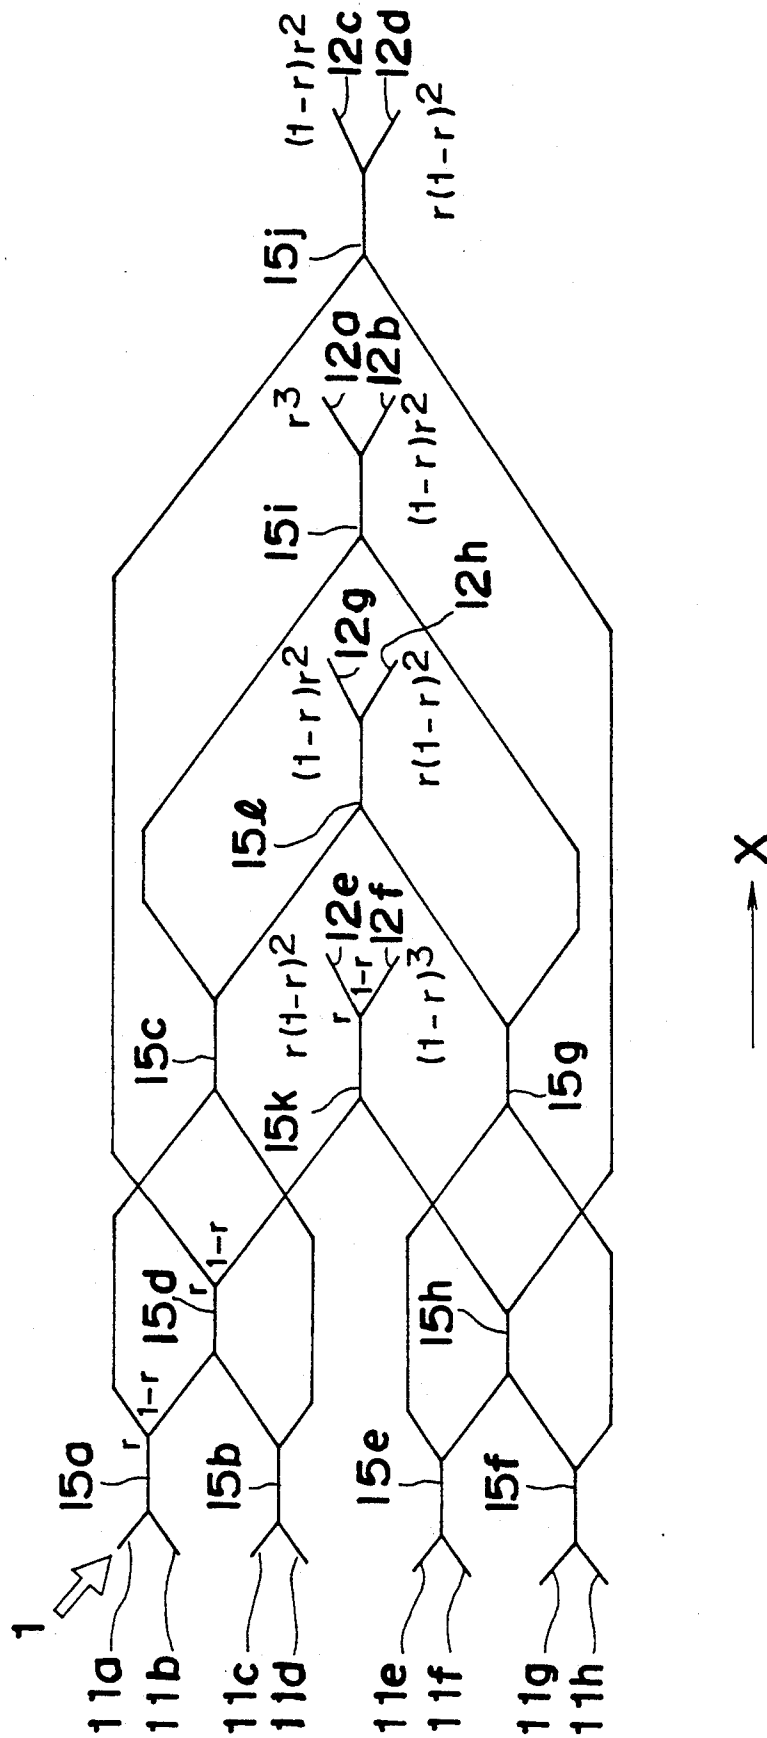 1
11a
11b
11c
11d
11e
11f
11g
11h
15a
r
1-r
15b
15d
r
1-r
15e
15f
15h
15c
15k
15g
r(1-r)²
12e
12f
r
1-r
(1-r)³
15ℓ
(1-r)r²
12g
12h
r(1-r)²
15i
r³
12a
12b
(1-r)r²
15j
(1-r)r²
12c
12d
r(1-r)²
X